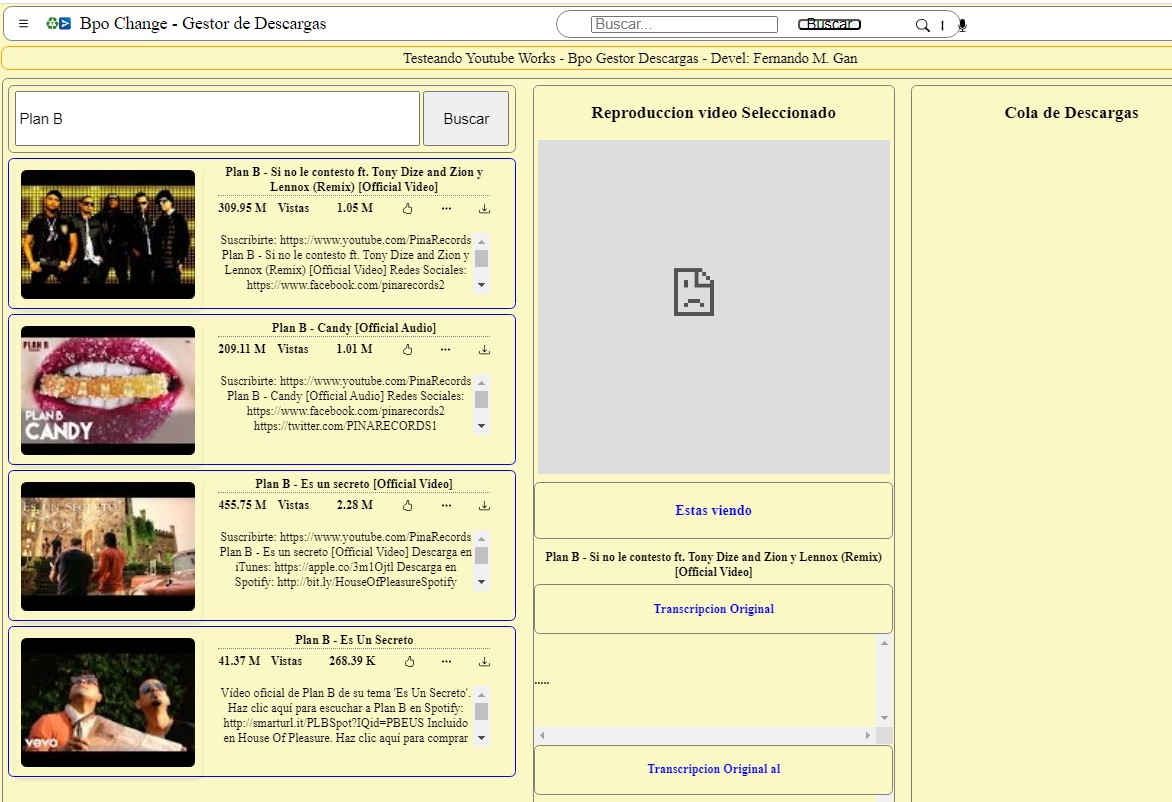 Bpo Change - Gestor de Descargas
Buscar...
Buscar
Testeando Youtube Works - Bpo Gestor Descargas - Devel: Fernando M. Gan
Plan B
Buscar
Plan B - Si no le contesto ft. Tony Dize and Zion y
Lennox (Remix) [Official Video]
309.95 M Vistas 1.05 M ...
Suscribirte: https://www.youtube.com/PinaRecords
Plan B - Si no le contesto ft. Tony Dize and Zion y
Lennox (Remix) [Official Video] Redes Sociales:
https://www.facebook.com/pinarecords2
PLAN B
CANDY
Plan B - Candy [Official Audio]
209.11 M Vistas 1.01 M ...
Suscribirte: https://www.youtube.com/PinaRecords
Plan B - Candy [Official Audio] Redes Sociales:
https://www.facebook.com/pinarecords2
https://twitter.com/PINARECORDS1
ES UN SECRETO
Plan B - Es un secreto [Official Video]
455.75 M Vistas 2.28 M ...
Suscribirte: https://www.youtube.com/PinaRecords
Plan B - Es un secreto [Official Video] Descarga en
iTunes: https://apple.co/3m1Ojtl Descarga en
Spotify: http://bit.ly/HouseOfPleasureSpotify
vevo
Plan B - Es Un Secreto
41.37 M Vistas 268.39 K ...
Vídeo oficial de Plan B de su tema 'Es Un Secreto'.
Haz clic aquí para escuchar a Plan B en Spotify:
http://smarturl.it/PLBSpot?IQid=PBEUS Incluido
en House Of Pleasure. Haz clic aquí para comprar
Reproduccion video Seleccionado
Estas viendo
Plan B - Si no le contesto ft. Tony Dize and Zion y Lennox (Remix)
[Official Video]
Transcripcion Original
.....
Transcripcion Original al
Cola de Descargas